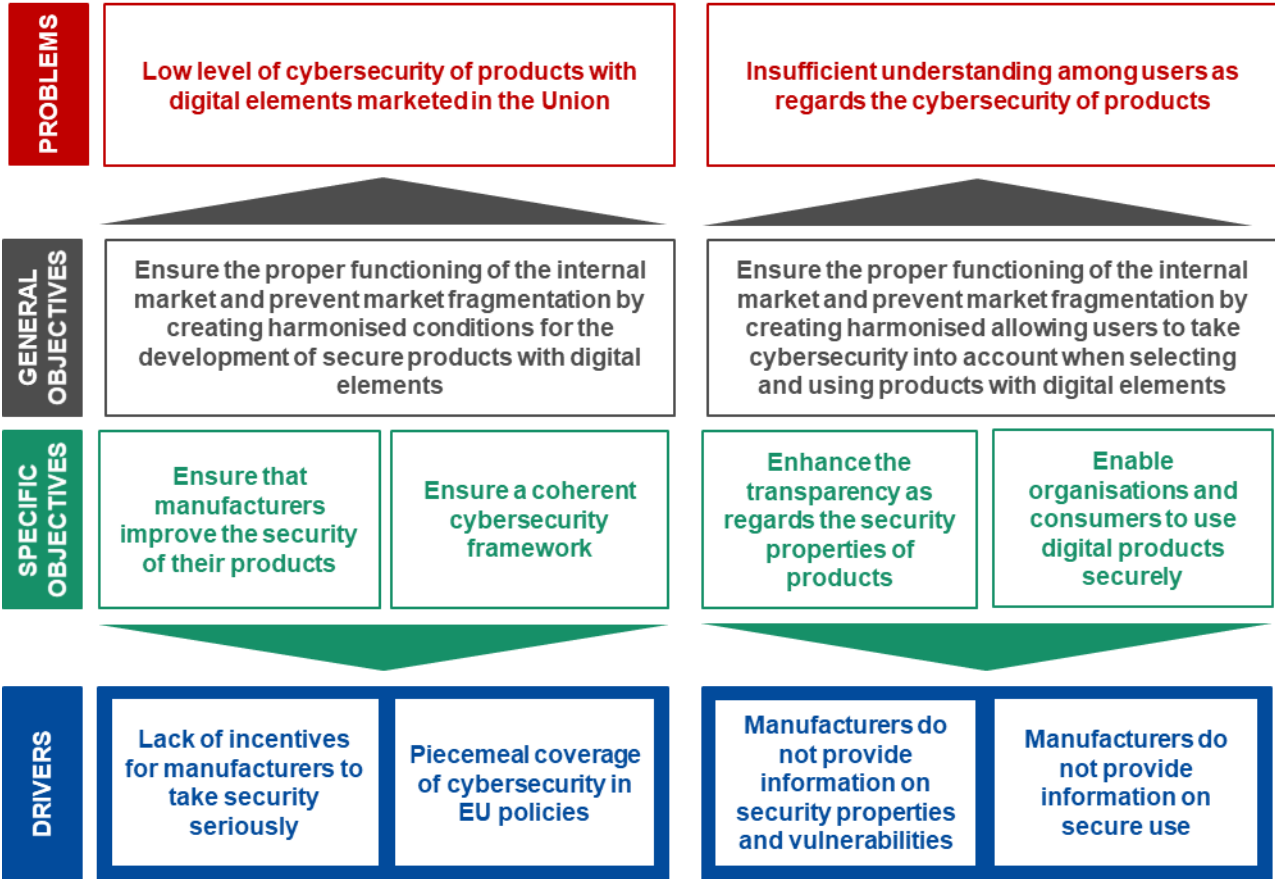 PROBLEMS
Low level of cybersecurity of products with
digital elements marketed in the Union
Insufficient understanding among users as
regards the cybersecurity of products
GENERAL
OBJECTIVES
Ensure the proper functioning of the internal
market and prevent market fragmentation by
creating harmonised conditions for the
development of secure products with digital
elements
Ensure the proper functioning of the internal
market and prevent market fragmentation by
creating harmonised allowing users to take
cybersecurity into account when selecting
and using products with digital elements
SPECIFIC
OBJECTIVES
Ensure that
manufacturers
improve the security
of their products
Ensure a coherent
cybersecurity
framework
Enhance the
transparency as
regards the security
properties of
products
Enable
organisations and
consumers to use
digital products
securely
DRIVERS
Lack of incentives
for manufacturers to
take security
seriously
Piecemeal coverage
of cybersecurity in
EU policies
Manufacturers do
not provide
information on
security properties
and vulnerabilities
Manufacturers do
not provide
information on
secure use